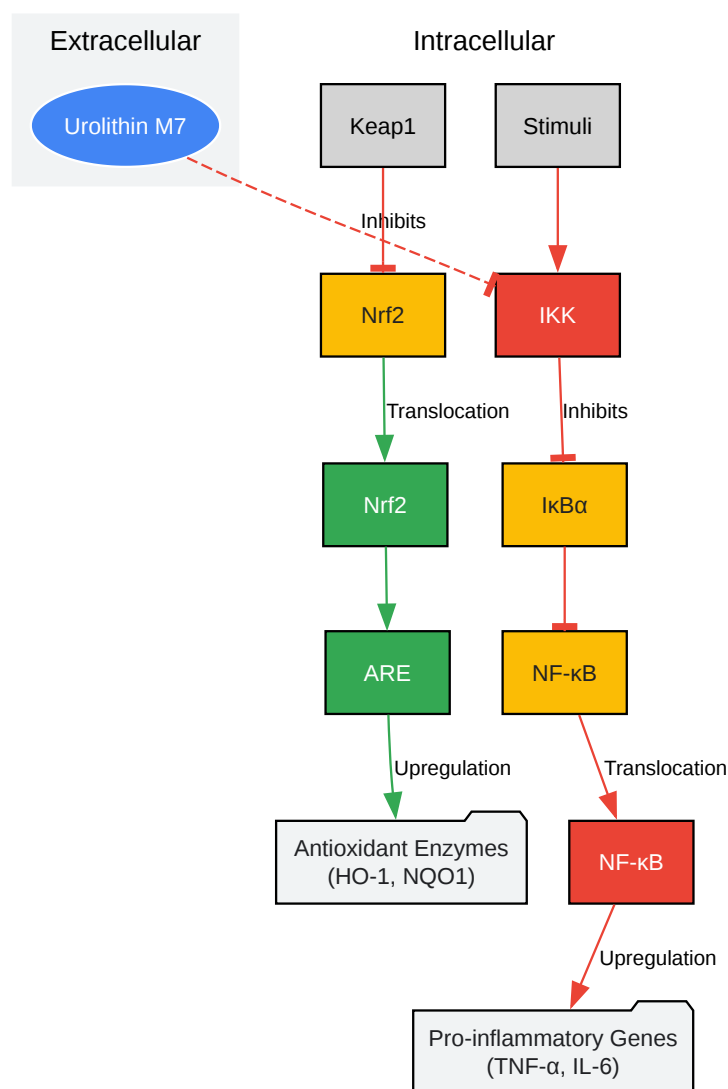 Extracellular
Intracellular
Urolithin M7
Keap1
Stimuli
Inhibits
Nrf2
IKK
Translocation
Inhibits
Nrf2
IκBα
ARE
NF-κB
Upregulation
Translocation
Antioxidant Enzymes
(HO-1, NQO1)
NF-κB
Upregulation
Pro-inflammatory Genes
(TNF-α, IL-6)